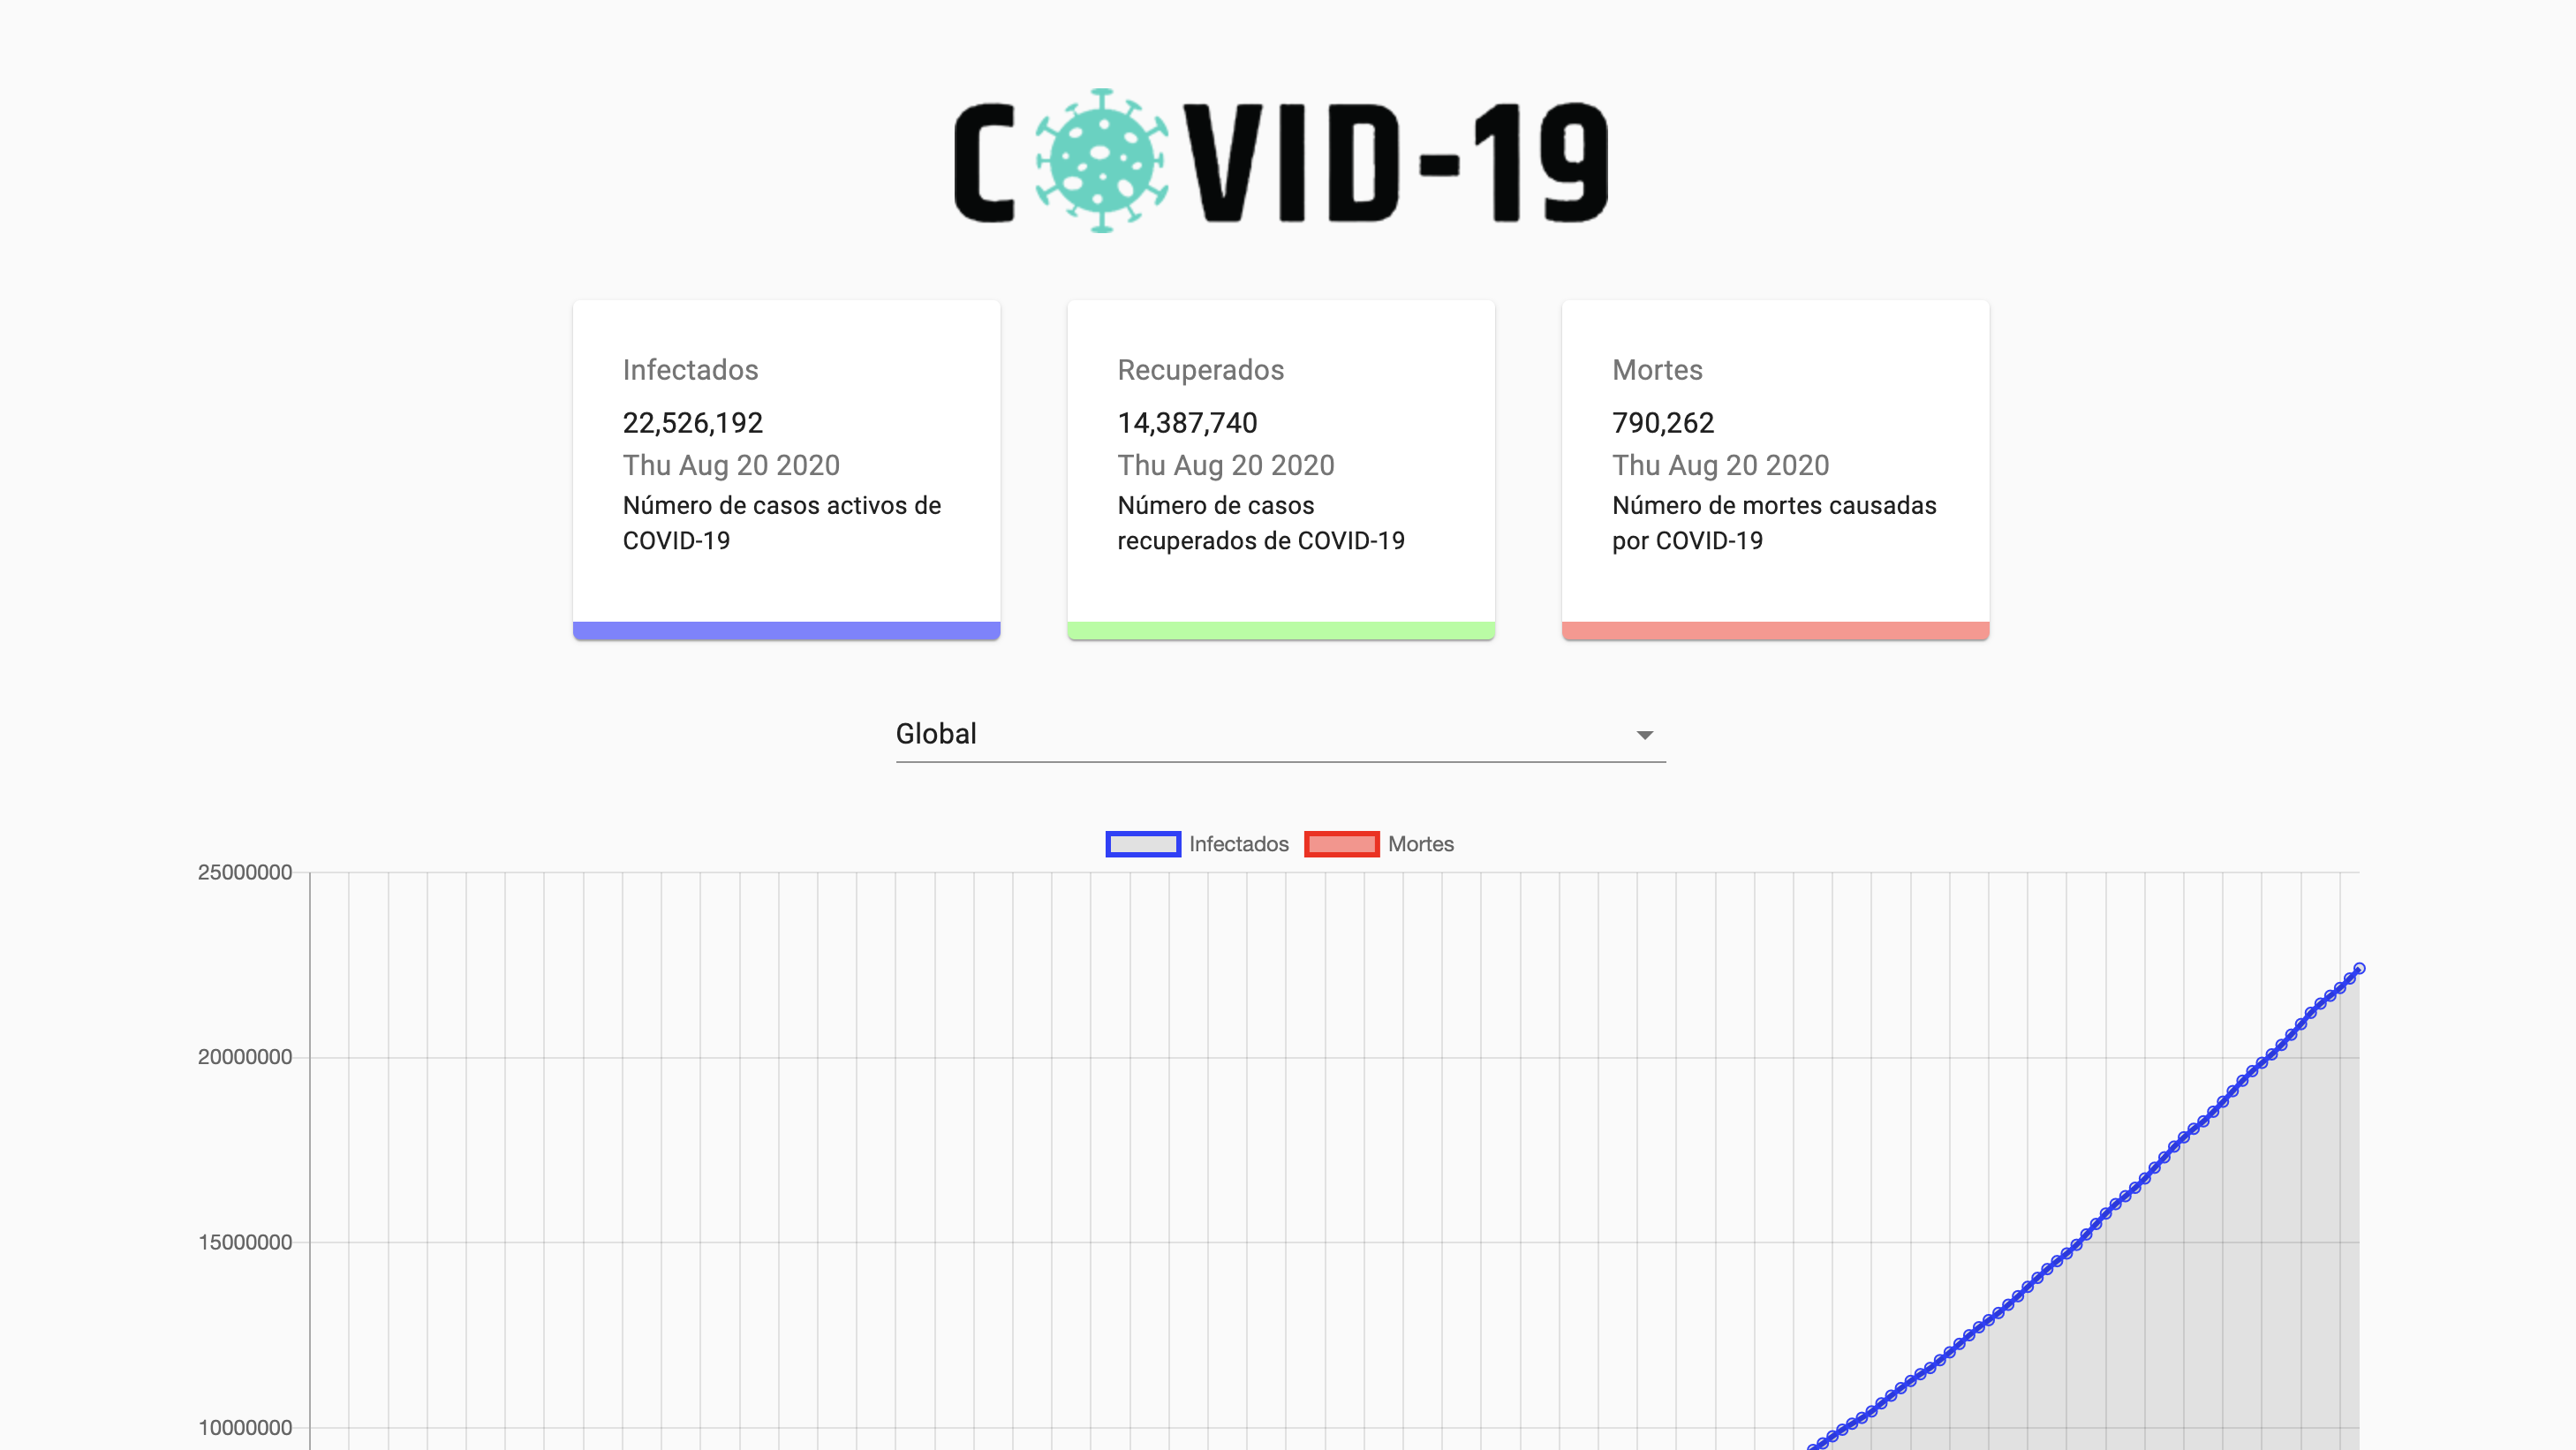 COVID-19
Infectados
22,526,192
Thu Aug 20 2020
Número de casos activos de
COVID-19
Recuperados
14,387,740
Thu Aug 20 2020
Número de casos
recuperados de COVID-19
Mortes
790,262
Thu Aug 20 2020
Número de mortes causadas
por COVID-19
Global
Infectados Mortes
25000000
20000000
15000000
10000000